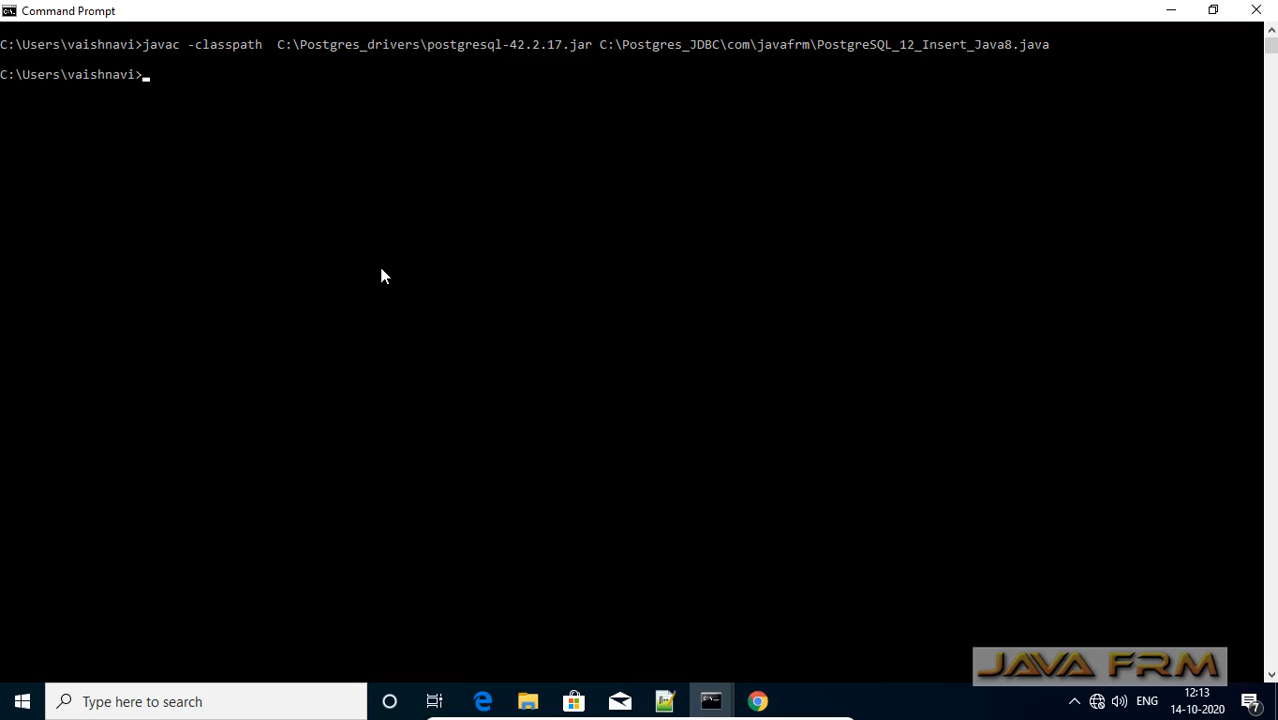 Command Prompt
C:\Users\vaishnavi>javac -classpath  C:\Postgres_drivers\postgresql-42.2.17.jar C:\Postgres_JDBC\com\javafrm\PostgreSQL_12_Insert_Java8.java
C:\Users\vaishnavi>
JAVA FRM
Type here to search
ENG
12:13
14-10-2020
7